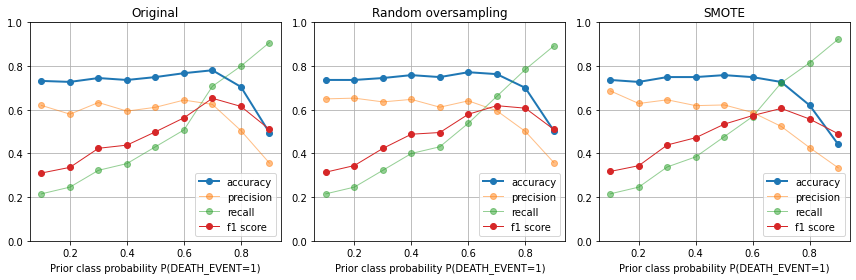 Original
1.0
0.8
0.6
0.4
0.2
0.0
0.2
0.4
0.6
0.8
accuracy
precision
recall
f1 score
Prior class probability P(DEATH_EVENT=1)
Random oversampling
1.0
0.8
0.6
0.4
0.2
0.0
0.2
0.4
0.6
0.8
accuracy
precision
recall
f1 score
Prior class probability P(DEATH_EVENT=1)
SMOTE
1.0
0.8
0.6
0.4
0.2
0.0
0.2
0.4
0.6
0.8
accuracy
precision
recall
f1 score
Prior class probability P(DEATH_EVENT=1)